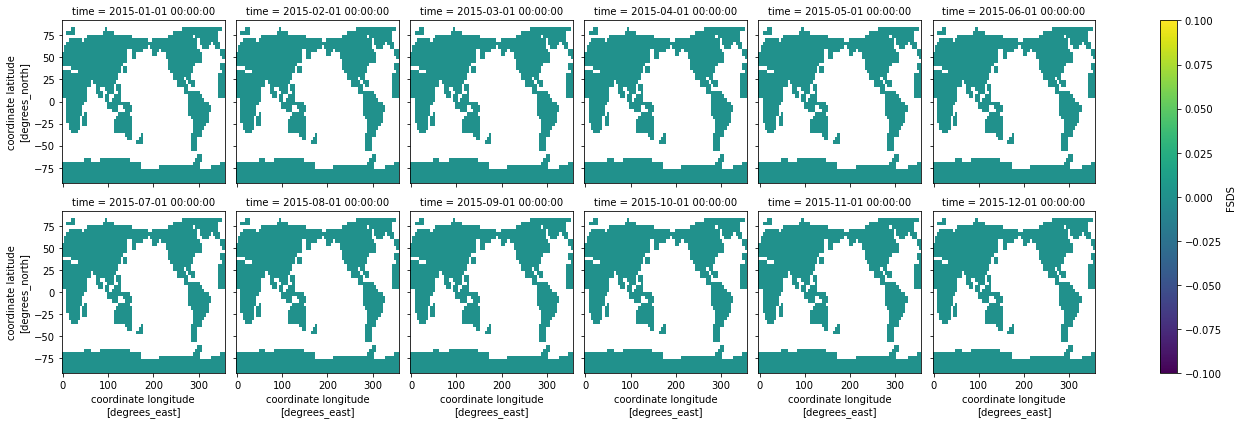 time = 2015-01-01 00:00:00
time = 2015-02-01 00:00:00
time = 2015-03-01 00:00:00
time = 2015-04-01 00:00:00
time = 2015-05-01 00:00:00
time = 2015-06-01 00:00:00
coordinate latitude
[degrees_north]
75
50
25
0
−25
−50
−75
time = 2015-07-01 00:00:00
time = 2015-08-01 00:00:00
time = 2015-09-01 00:00:00
time = 2015-10-01 00:00:00
time = 2015-11-01 00:00:00
time = 2015-12-01 00:00:00
coordinate latitude
[degrees_north]
75
50
25
0
−25
−50
−75
0 100 200 300
coordinate longitude
[degrees_east]
0 100 200 300
coordinate longitude
[degrees_east]
0 100 200 300
coordinate longitude
[degrees_east]
0 100 200 300
coordinate longitude
[degrees_east]
0 100 200 300
coordinate longitude
[degrees_east]
0 100 200 300
coordinate longitude
[degrees_east]
0.100
0.075
0.050
0.025
0.000
−0.025
−0.050
−0.075
−0.100
FSDS